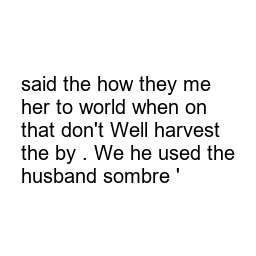 said the how they me
her to world when on
that don't Well harvest
the by . We he used the
husband sombre '